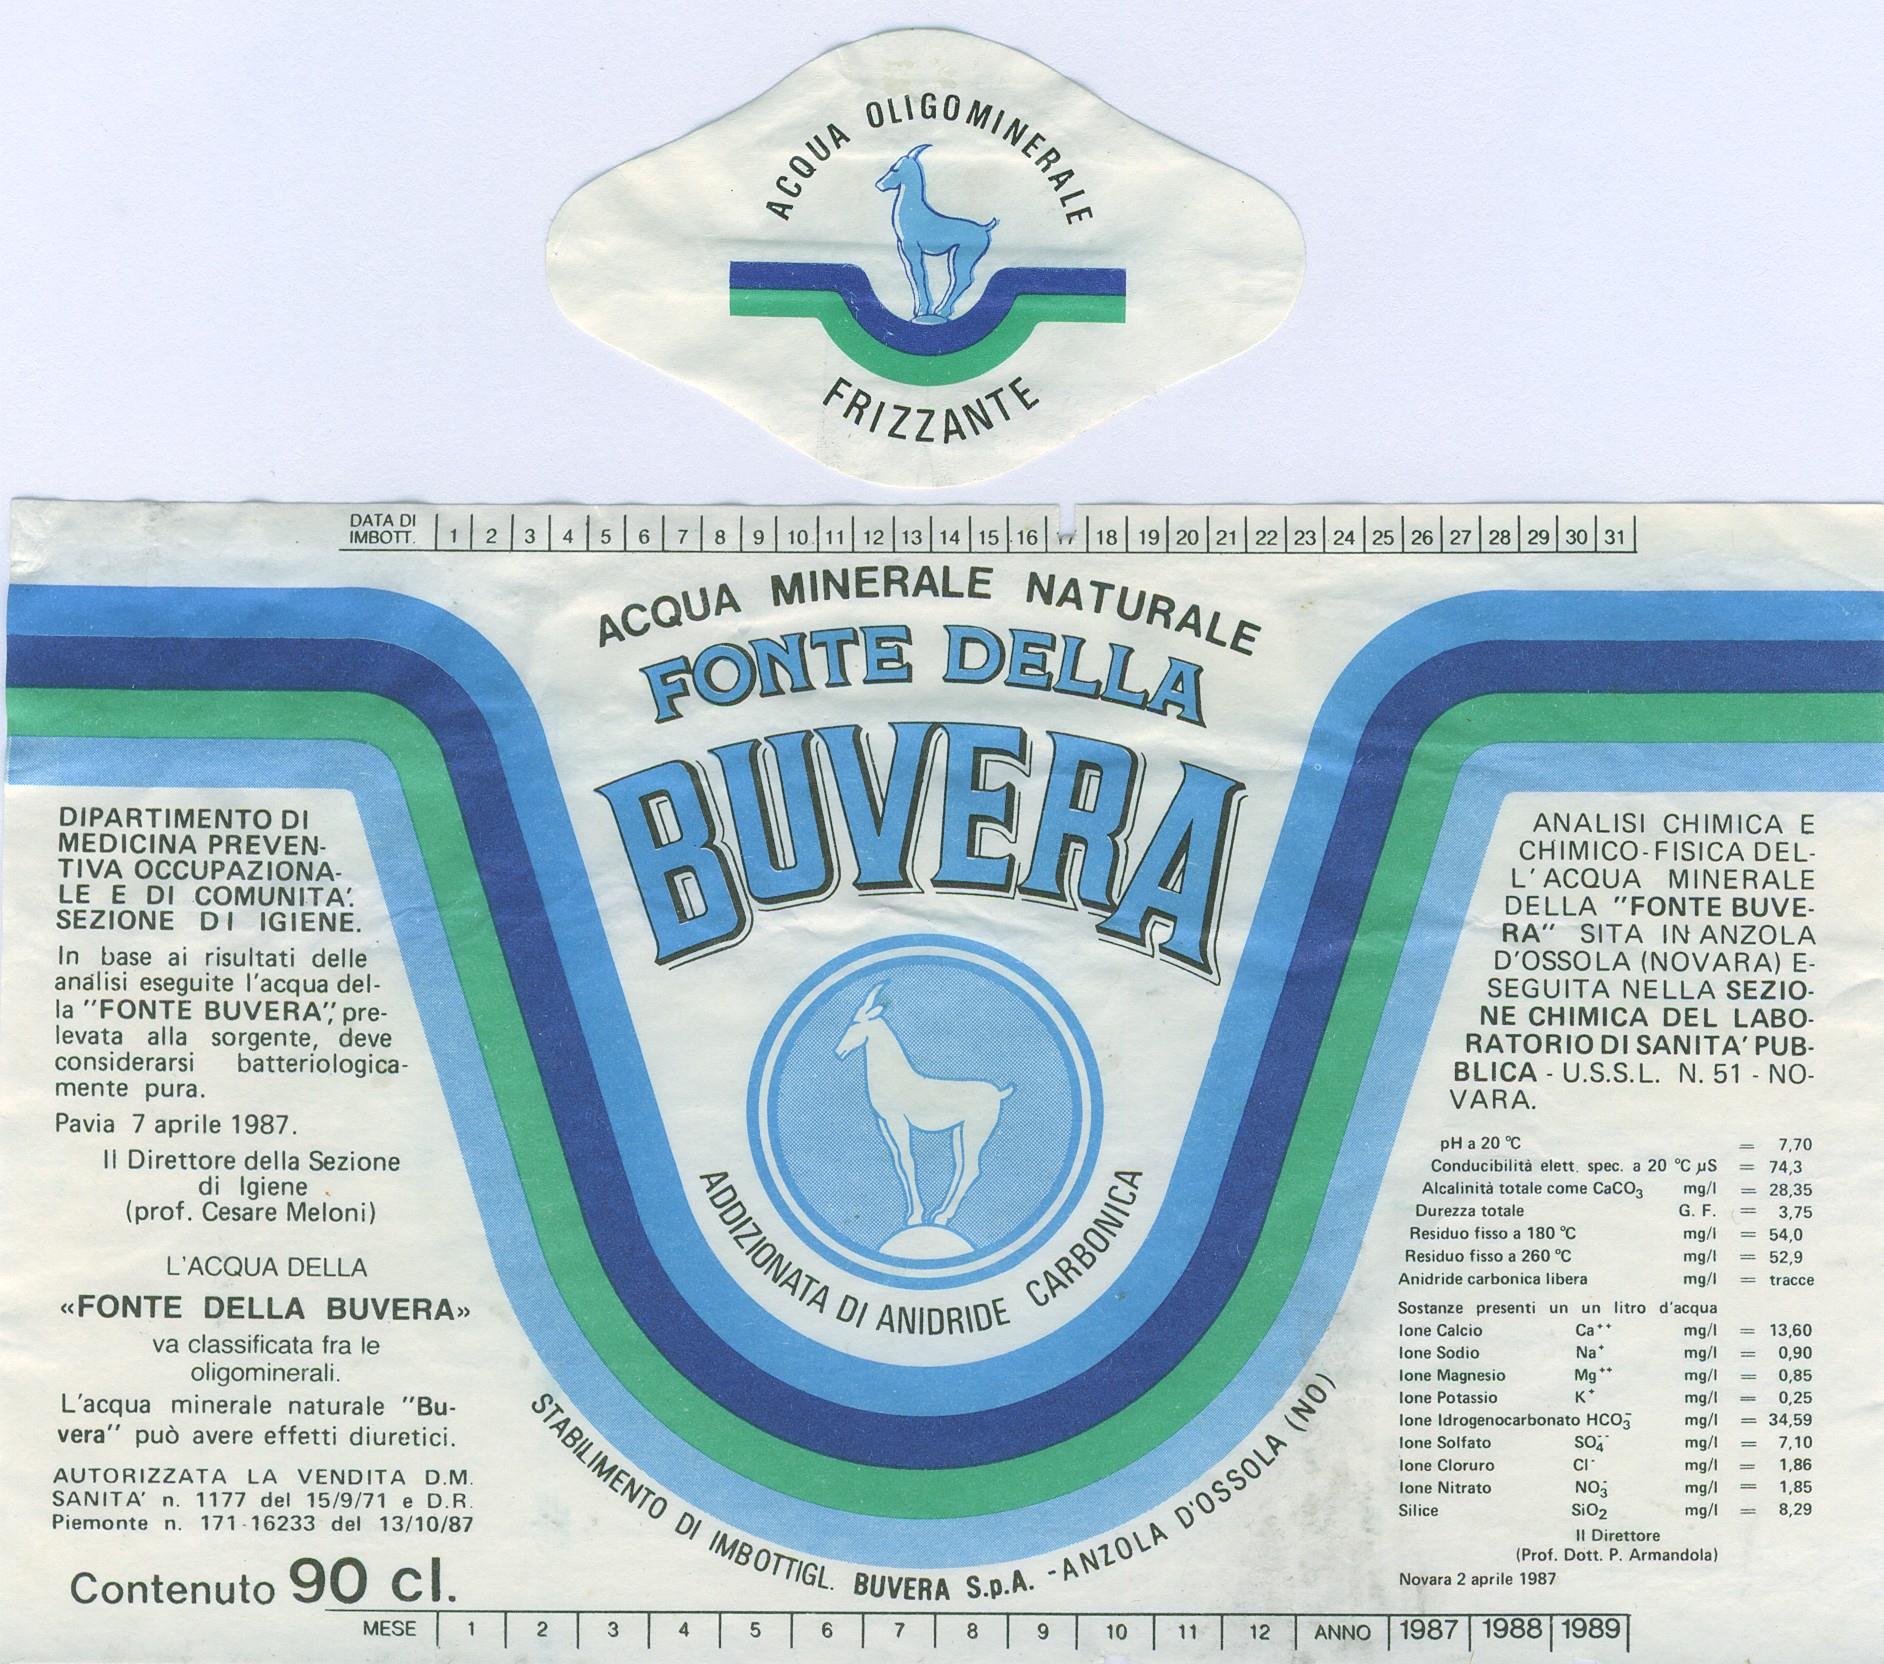 ACQUA OLIGOMINERALE
FRIZZANTE
DATA DI
IMBOTT. 1 2 3 4 5 6 7 8 9 10 11 12 13 14 15 16 17 18 19 20 21 22 23 24 25 26 27 28 29 30 31
ACQUA MINERALE NATURALE
FONTE DELLA
BUVERA
ADDIZIONATA DI ANIDRIDE CARBONICA
STABILIMENTO DI IMBOTTIGL. BUVERA S.p.A. - ANZOLA D'OSSOLA (NO)
DIPARTIMENTO DI
MEDICINA PREVEN-
TIVA OCCUPAZIONA-
LE E DI COMUNITA'.
SEZIONE DI IGIENE.
In base ai risultati delle
analisi eseguite l'acqua del-
la "FONTE BUVERA", pre-
levata alla sorgente, deve
considerarsi batteriologica-
mente pura.
Pavia 7 aprile 1987.
Il Direttore della Sezione
di Igiene
(prof. Cesare Meloni)
L'ACQUA DELLA
«FONTE DELLA BUVERA»
va classificata fra le
oligominerali.
L'acqua minerale naturale "Bu-
vera" può avere effetti diuretici.
AUTORIZZATA LA VENDITA D.M.
SANITA' n. 1177 del 15/9/71 e D.R.
Piemonte n. 171-16233 del 13/10/87
Contenuto 90 cl.
ANALISI CHIMICA E
CHIMICO-FISICA DEL-
L'ACQUA MINERALE
DELLA "FONTE BUVE-
RA" SITA IN ANZOLA
D'OSSOLA (NOVARA) E-
SEGUITA NELLA SEZIO-
NE CHIMICA DEL LABO-
RATORIO DI SANITA' PUB-
BLICA - U.S.S.L. N. 51 - NO-
VARA.
pH a 20 °C = 7,70
Conducibilità elett. spec. a 20 °C µS = 74,3
Alcalinità totale come CaCO3 mg/l = 28,35
Durezza totale G. F. = 3,75
Residuo fisso a 180 °C mg/l = 54,0
Residuo fisso a 260 °C mg/l = 52,9
Anidride carbonica libera mg/l = tracce
Sostanze presenti un un litro d'acqua
Ione Calcio Ca++ mg/l = 13,60
Ione Sodio Na+ mg/l = 0,90
Ione Magnesio Mg++ mg/l = 0,85
Ione Potassio K+ mg/l = 0,25
Ione Idrogenocarbonato HCO3- mg/l = 34,59
Ione Solfato SO4-- mg/l = 7,10
Ione Cloruro Cl- mg/l = 1,86
Ione Nitrato NO3- mg/l = 1,85
Silice SiO2 mg/l = 8,29
Il Direttore
(Prof. Dott. P. Armandola)
Novara 2 aprile 1987
MESE 1 2 3 4 5 6 7 8 9 10 11 12 ANNO 1987 1988 1989